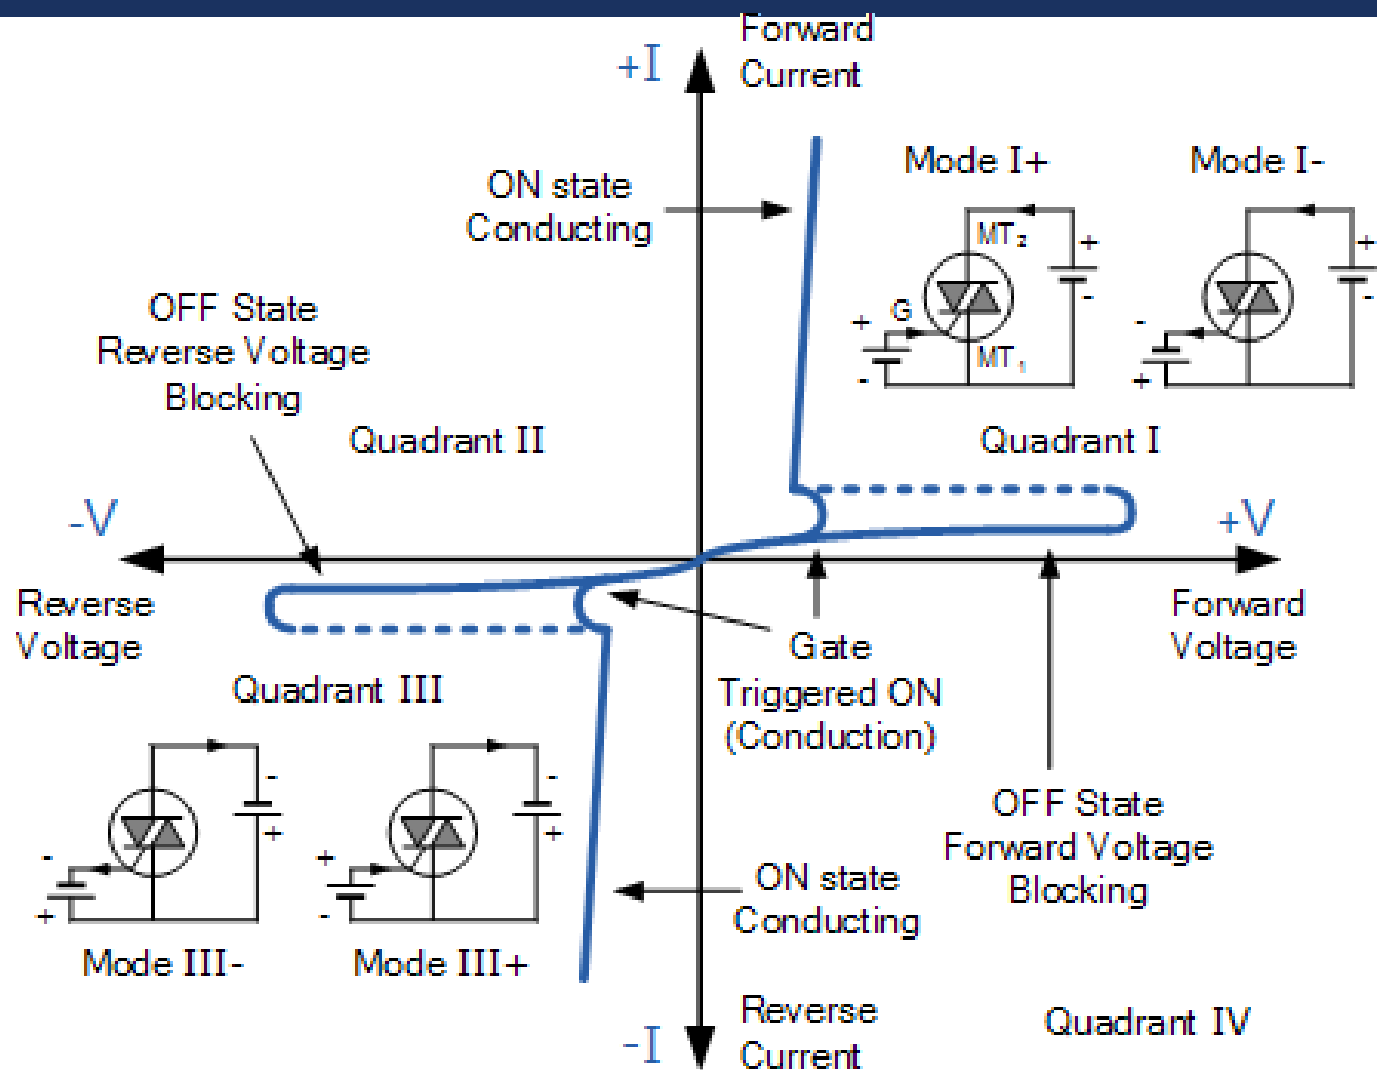 Forward
Current
+I
Mode I+
Mode I-
ON state
Conducting
MT2
+
-
G
+
-
MT1
+
-
-
+
OFF State
Reverse Voltage
Blocking
Quadrant II
Quadrant I
-V
+V
Reverse
Voltage
Forward
Voltage
Gate
Triggered ON
(Conduction)
Quadrant III
-
+
-
+
-
+
+
-
OFF State
Forward Voltage
Blocking
ON state
Conducting
Mode III-
Mode III+
-I
Reverse
Current
Quadrant IV